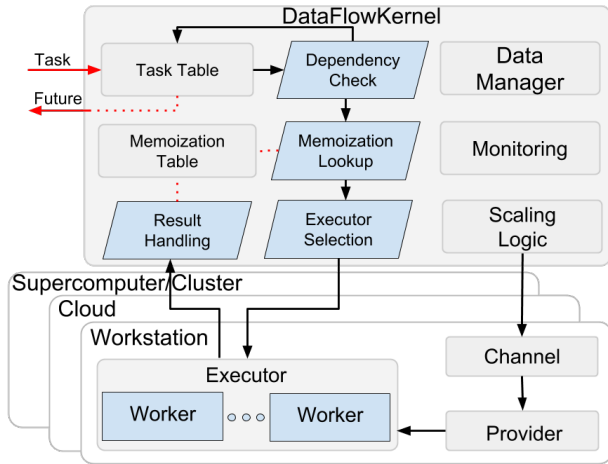 DataFlowKernel
Task
Future
Task Table
Dependency
Check
Data
Manager
Memoization
Table
Memoization
Lookup
Monitoring
Result
Handling
Executor
Selection
Scaling
Logic
Supercomputer/Cluster
Cloud
Workstation
Channel
Executor
Worker
Worker
Provider